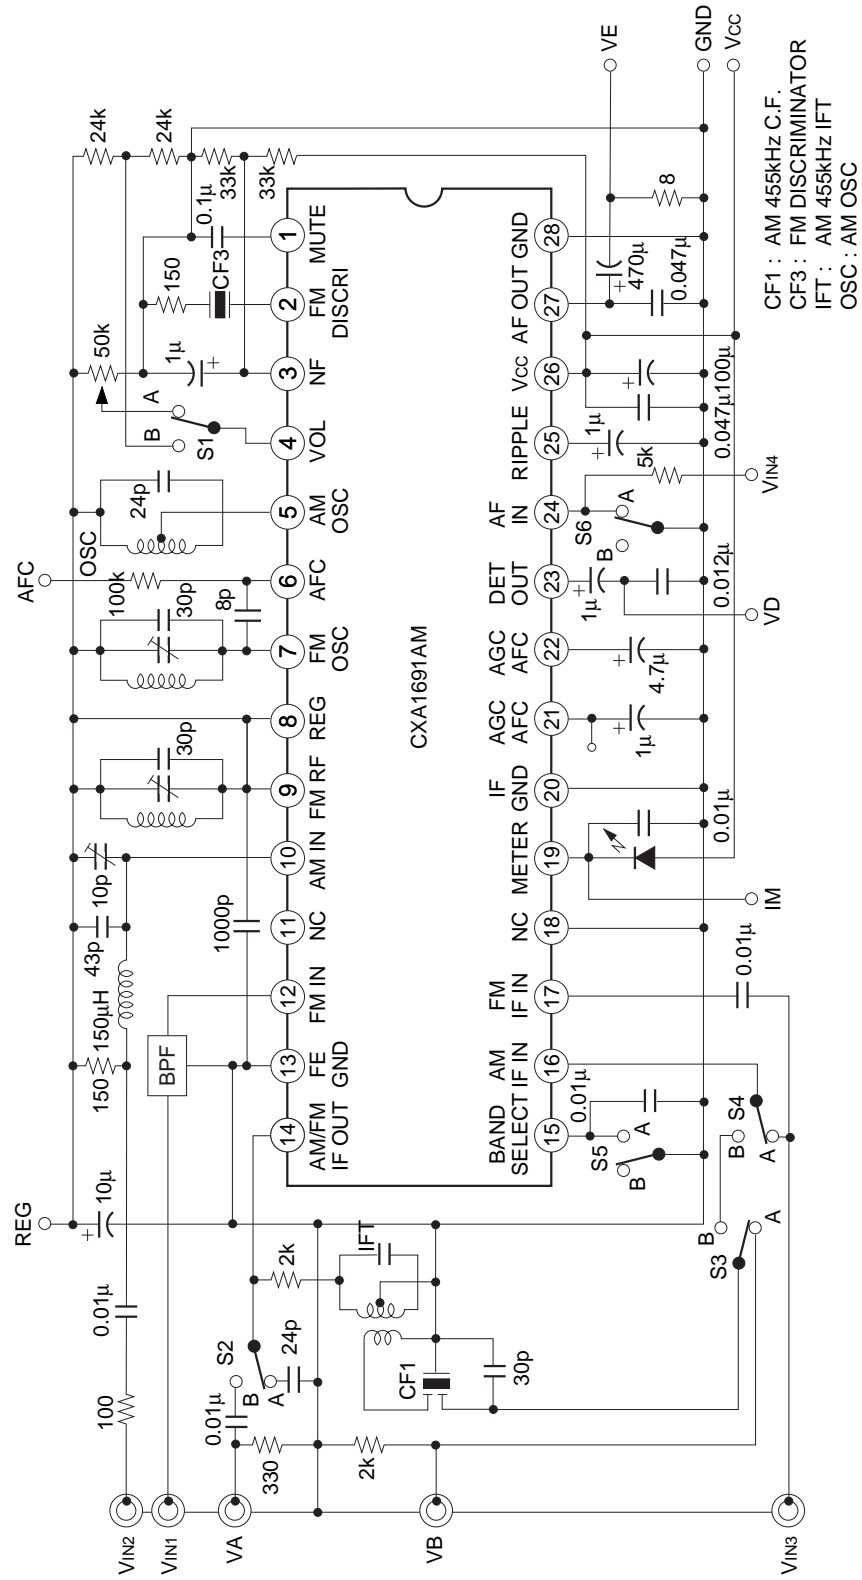 REG
AFC
24k
24k
33k
33k
0.1µ
150
CF3
50k
1µ
+
A
B
S1
24p
OSC
100k
30p
8p
30p
10p
43p
150µH
150
1000p
BPF
10µ
+
0.01µ
100
1
MUTE
2
FM
DISCRI
3
NF
4
VOL
5
AM
OSC
6
AFC
7
FM
OSC
8
REG
9
FM RF
10
AM IN
11
NC
12
FM IN
13
FE
GND
14
AM/FM
IF OUT
CXA1691AM
28
GND
27
AF OUT
26
VCC
25
RIPPLE
24
AF
IN
23
DET
OUT
22
AGC
AFC
21
AGC
AFC
20
IF
GND
19
METER
18
NC
17
FM
IF IN
16
AM
IF IN
15
BAND
SELECT
VE
GND
VCC
8
470µ
+
0.047µ
100µ
+
0.047µ
1µ
+
5k
VIN4
S6
A
B
1µ
+
0.012µ
VD
4.7µ
+
1µ
+
0.01µ
IM
0.01µ
0.01µ
S5
A
B
S4
B
A
S3
B
A
2k
IFT
S2
B
A
24p
0.01µ
330
2k
CF1
30p
VIN2
VIN1
VA
VB
VIN3
CF1 : AM 455kHz C.F.
CF3 : FM DISCRIMINATOR
IFT : AM 455kHz IFT
OSC : AM OSC